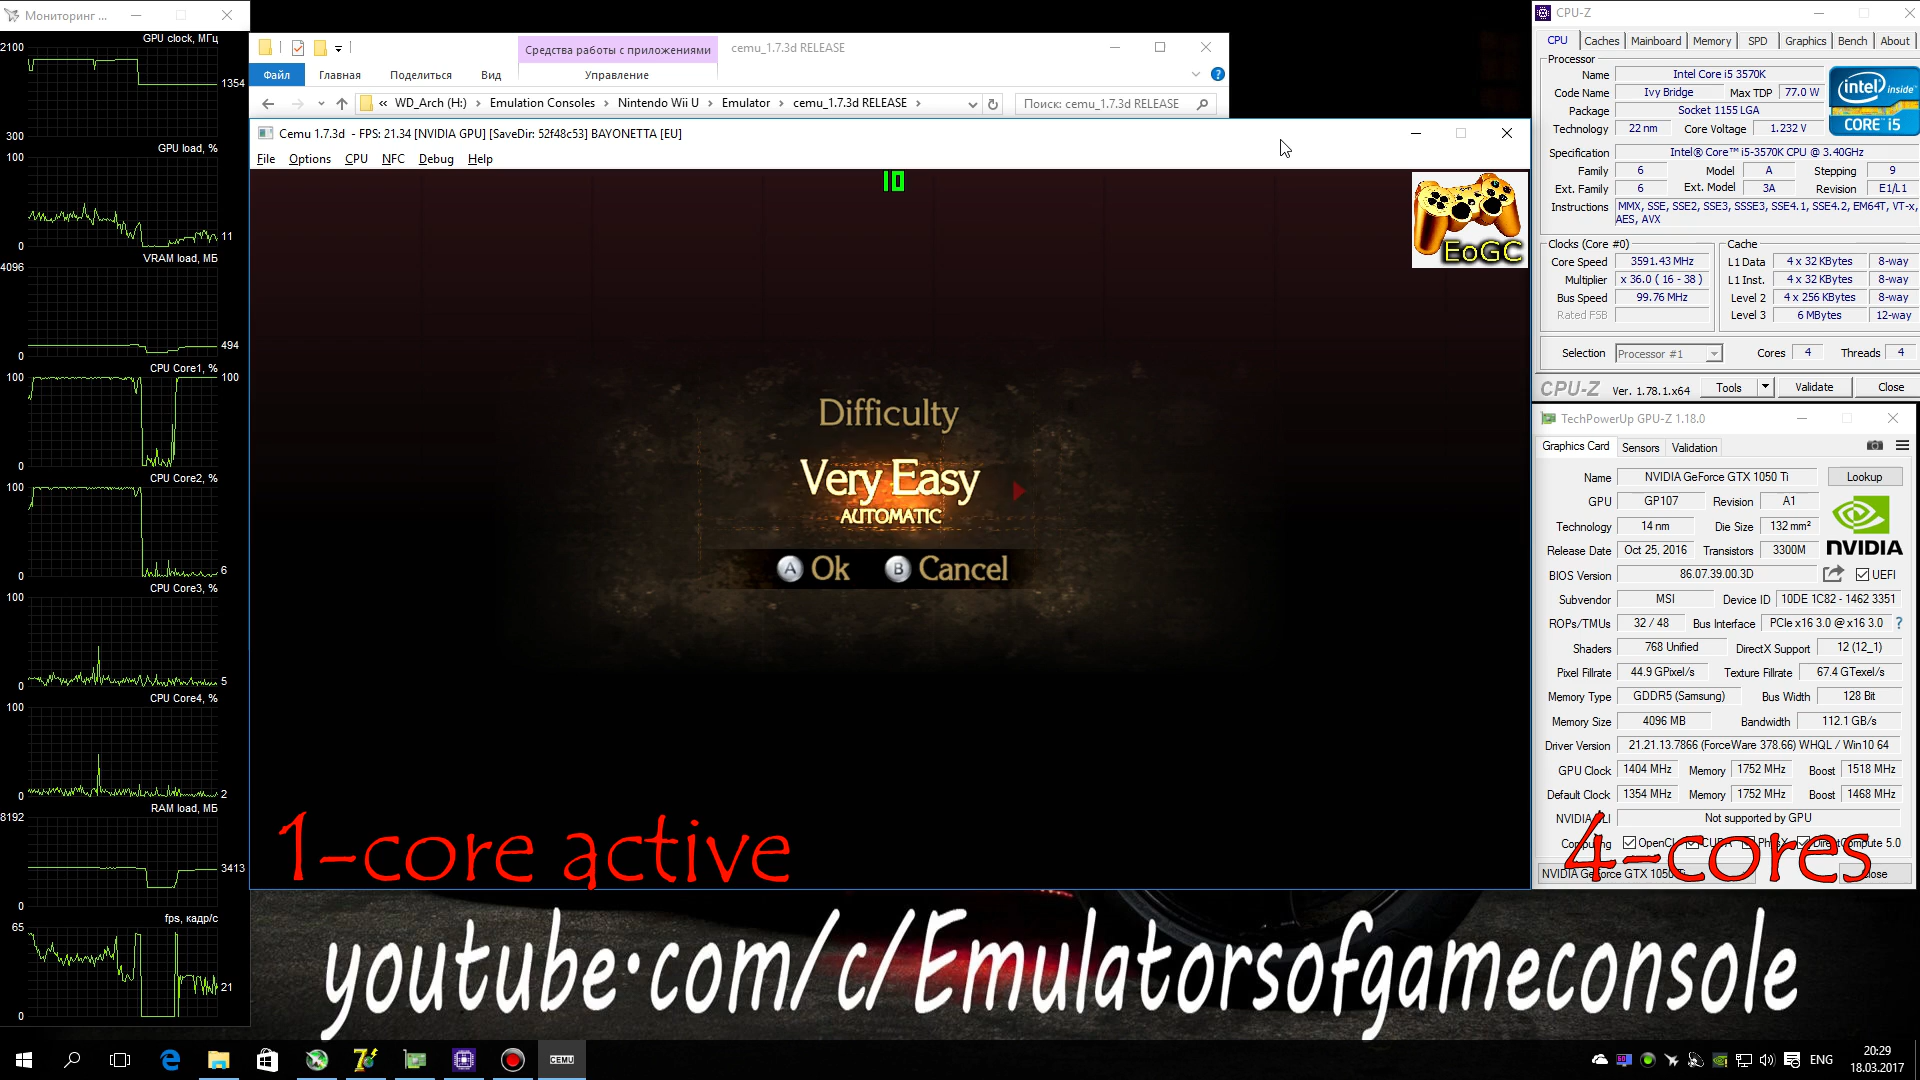 Мониторинг ...
GPU clock, МГц
2100
1354
300
GPU load, %
100
11
0
VRAM load, МБ
4096
494
0
CPU Core1, %
100
100
0
CPU Core2, %
100
6
0
CPU Core3, %
100
5
0
CPU Core4, %
100
2
0
RAM load, МБ
8192
3413
0
fps, кадр/с
65
21
0
Средства работы с приложениями
cemu_1.7.3d RELEASE
Файл
Главная
Поделиться
Вид
Управление
« WD_Arch (H:) › Emulation Consoles › Nintendo Wii U › Emulator › cemu_1.7.3d RELEASE ›
Поиск: cemu_1.7.3d RELEASE
Cemu 1.7.3d - FPS: 21.34 [NVIDIA GPU] [SaveDir: 52f48c53] BAYONETTA [EU]
File Options CPU NFC Debug Help
10
EoGC
Difficulty
Very Easy
AUTOMATIC
A Ok B Cancel
1-core active
4-cores
youtube.com/c/Emulatorsofgameconsole
CPU-Z
CPU Caches Mainboard Memory SPD Graphics Bench About
Processor
Name Intel Core i5 3570K
Code Name Ivy Bridge Max TDP 77.0 W
Package Socket 1155 LGA
Technology 22 nm Core Voltage 1.232 V
intel inside™
CORE i5
Specification Intel® Core™ i5-3570K CPU @ 3.40GHz
Family 6 Model A Stepping 9
Ext. Family 6 Ext. Model 3A Revision E1/L1
Instructions MMX, SSE, SSE2, SSE3, SSSE3, SSE4.1, SSE4.2, EM64T, VT-x,
AES, AVX
Clocks (Core #0)
Core Speed 3591.43 MHz
Multiplier x 36.0 ( 16 - 38 )
Bus Speed 99.76 MHz
Rated FSB
Cache
L1 Data 4 x 32 KBytes 8-way
L1 Inst. 4 x 32 KBytes 8-way
Level 2 4 x 256 KBytes 8-way
Level 3 6 MBytes 12-way
Selection Processor #1 Cores 4 Threads 4
CPU-Z Ver. 1.78.1.x64 Tools Validate Close
TechPowerUp GPU-Z 1.18.0
Graphics Card Sensors Validation
Name NVIDIA GeForce GTX 1050 Ti Lookup
GPU GP107 Revision A1
Technology 14 nm Die Size 132 mm²
Release Date Oct 25, 2016 Transistors 3300M
NVIDIA
BIOS Version 86.07.39.00.3D UEFI
Subvendor MSI Device ID 10DE 1C82 - 1462 3351
ROPs/TMUs 32 / 48 Bus Interface PCIe x16 3.0 @ x16 3.0 ?
Shaders 768 Unified DirectX Support 12 (12_1)
Pixel Fillrate 44.9 GPixel/s Texture Fillrate 67.4 GTexel/s
Memory Type GDDR5 (Samsung) Bus Width 128 Bit
Memory Size 4096 MB Bandwidth 112.1 GB/s
Driver Version 21.21.13.7866 (ForceWare 378.66) WHQL / Win10 64
GPU Clock 1404 MHz Memory 1752 MHz Boost 1518 MHz
Default Clock 1354 MHz Memory 1752 MHz Boost 1468 MHz
NVIDIA SLI Not supported by GPU
Computing OpenCL CUDA PhysX DirectCompute 5.0
NVIDIA GeForce GTX 1050 Ti Close
CEMU
ENG
20:29
18.03.2017